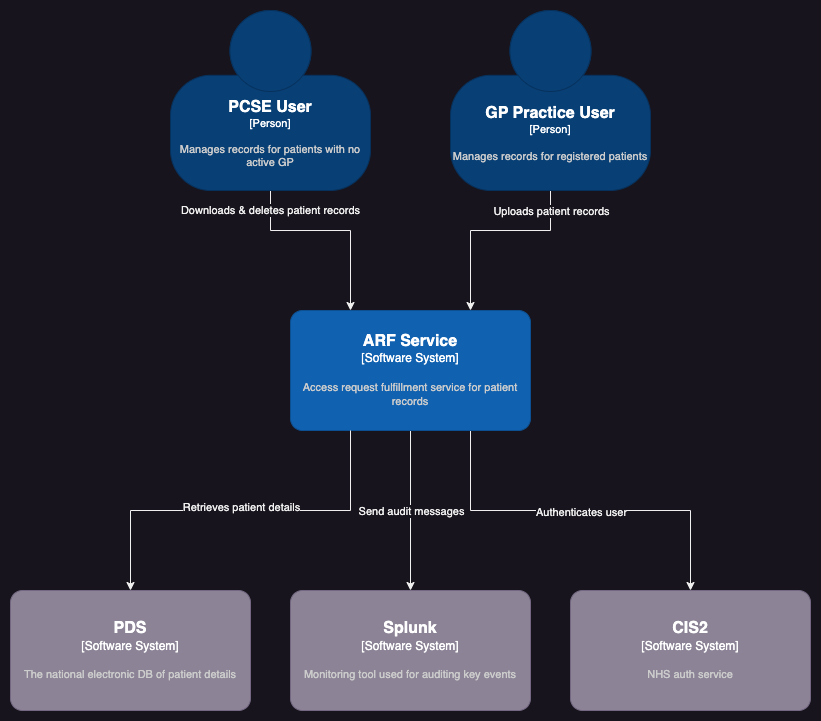 PCSE User
[Person]
Manages records for patients with no
active GP
GP Practice User
[Person]
Manages records for registered patients
Downloads & deletes patient records
Uploads patient records
ARF Service
[Software System]
Access request fulfillment service for patient
records
Retrieves patient details
Send audit messages
Authenticates user
PDS
[Software System]
The national electronic DB of patient details
Splunk
[Software System]
Monitoring tool used for auditing key events
CIS2
[Software System]
NHS auth service